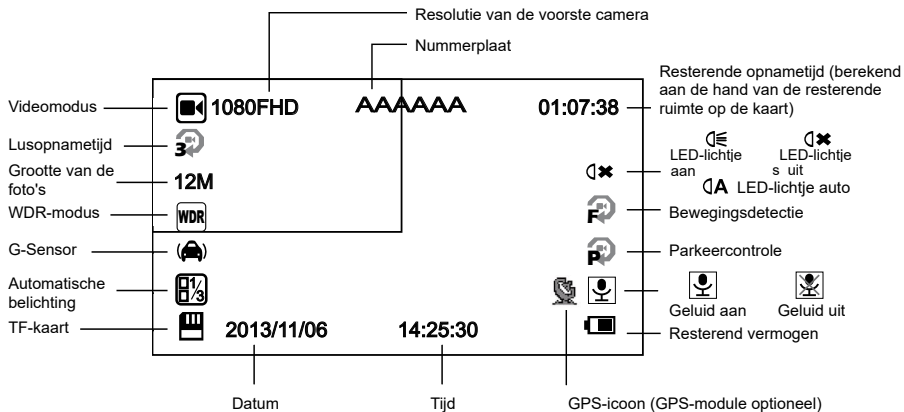 Resolutie van de voorste camera
Nummerplaat
Resterende opnametijd (berekend
aan de hand van de resterende
ruimte op de kaart)
Videomodus
1080FHD
AAAAAA
01:07:38
Lusopnametijd
3
LED-lichtje
aan
LED-lichtje
s uit
Grootte van de
foto's
12M
A LED-lichtje auto
WDR-modus
WDR
F
Bewegingsdetectie
G-Sensor
P
Parkeercontrole
Automatische
belichting
1/3
Geluid aan
Geluid uit
TF-kaart
2013/11/06
14:25:30
Resterend vermogen
Datum
Tijd
GPS-icoon (GPS-module optioneel)